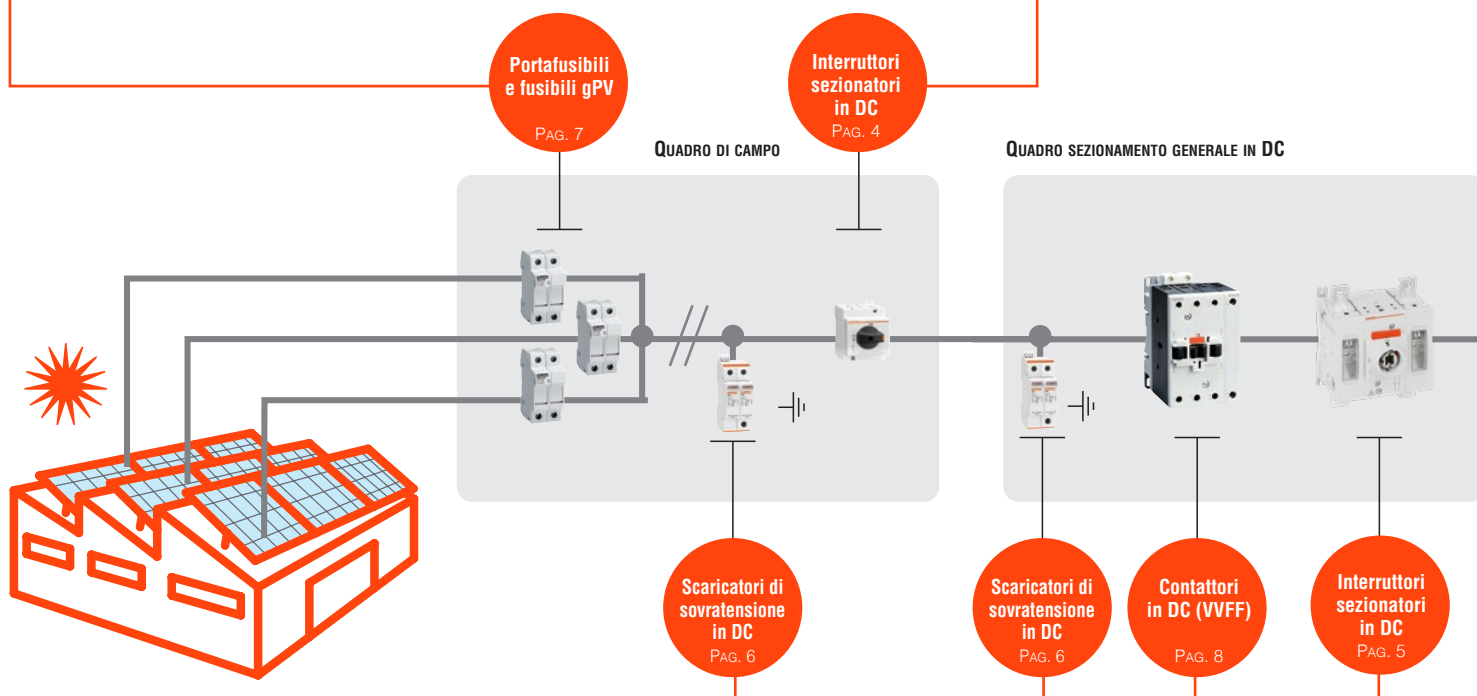 Portafusibili
e fusibili gPV
PAG. 7
Interruttori
sezionatori
in DC
PAG. 4
QUADRO DI CAMPO
QUADRO SEZIONAMENTO GENERALE IN DC
Scaricatori di
sovratensione
in DC
PAG. 6
Scaricatori di
sovratensione
in DC
PAG. 6
Contattori
in DC (VVFF)
PAG. 8
Interruttori
sezionatori
in DC
PAG. 5